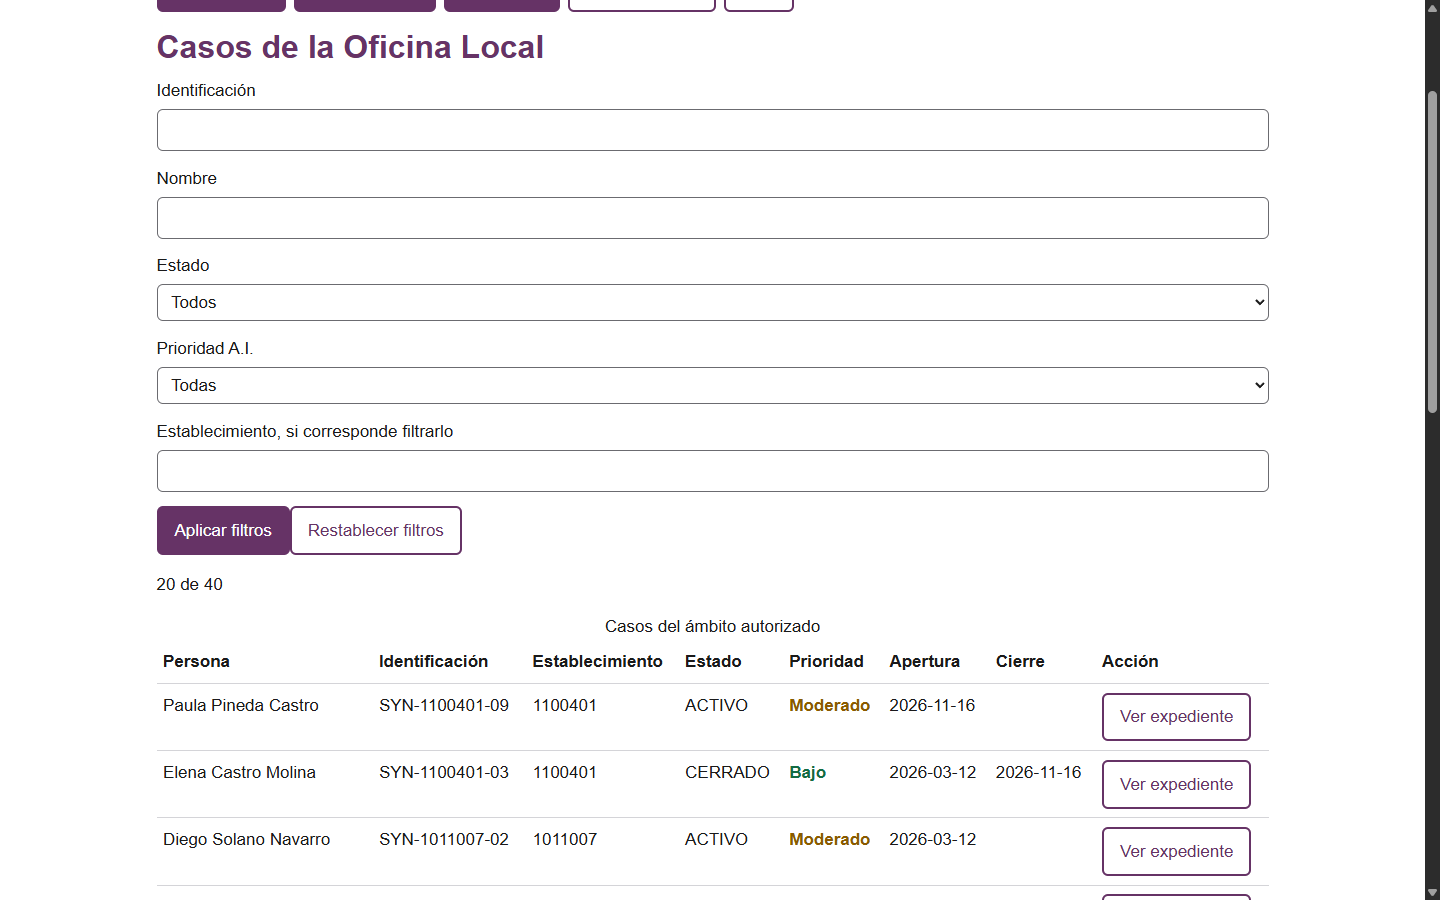 Casos de la Oficina Local
Identificación
Nombre
Estado
Todos
Prioridad A.I.
Todas
Establecimiento, si corresponde filtrarlo
Aplicar filtros Restablecer filtros
20 de 40
Casos del ámbito autorizado
Persona Identificación Establecimiento Estado Prioridad Apertura Cierre Acción
Paula Pineda Castro SYN-1100401-09 1100401 ACTIVO Moderado 2026-11-16 Ver expediente
Elena Castro Molina SYN-1100401-03 1100401 CERRADO Bajo 2026-03-12 2026-11-16 Ver expediente
Diego Solano Navarro SYN-1011007-02 1011007 ACTIVO Moderado 2026-03-12 Ver expediente